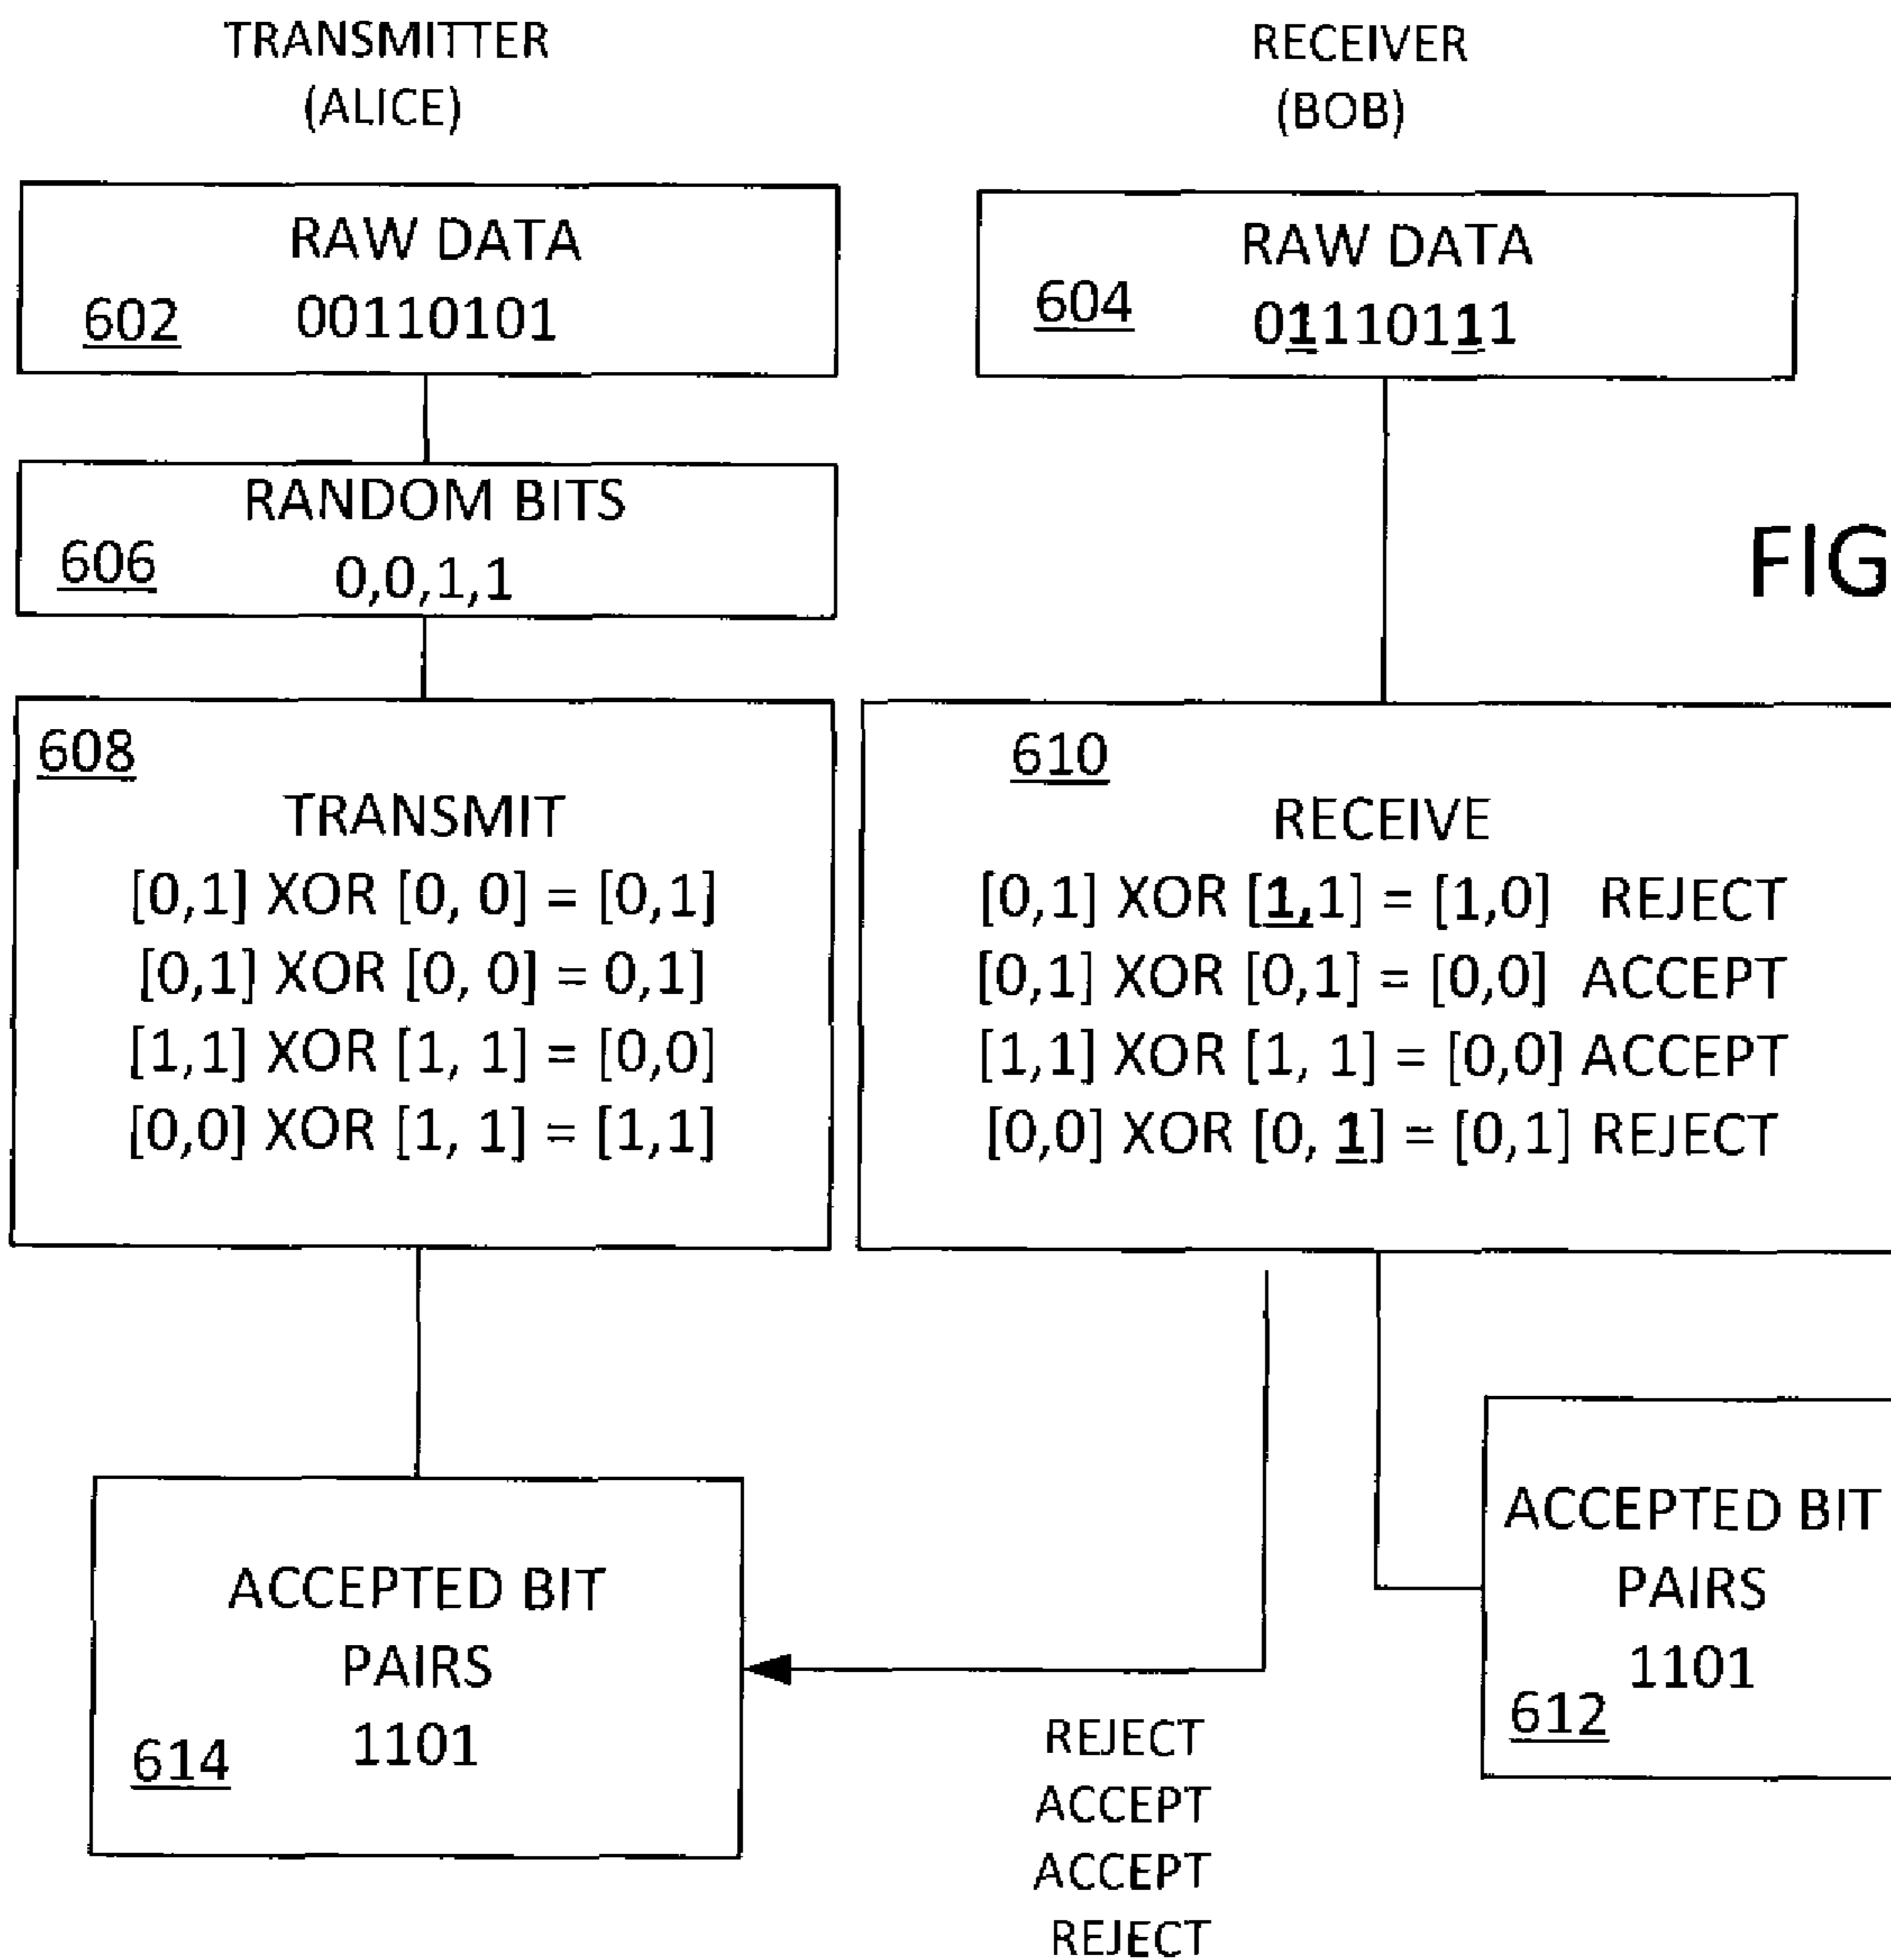 TRANSMITTER
(ALICE)
RECEIVER
(BOB)
RAW DATA
602 00110101
RAW DATA
604 01110111
RANDOM BITS
606 0,0,1,1
FIG
608
TRANSMIT
[0,1] XOR [0, 0] = [0,1]
[0,1] XOR [0, 0] = 0,1]
[1,1] XOR [1, 1] = [0,0]
[0,0] XOR [1, 1] = [1,1]
610
RECEIVE
[0,1] XOR [1,1] = [1,0] REJECT
[0,1] XOR [0,1] = [0,0] ACCEPT
[1,1] XOR [1, 1] = [0,0] ACCEPT
[0,0] XOR [0, 1] = [0,1] REJECT
ACCEPTED BIT
PAIRS
1101
614
ACCEPTED BIT
PAIRS
1101
612
REJECT
ACCEPT
ACCEPT
REJECT